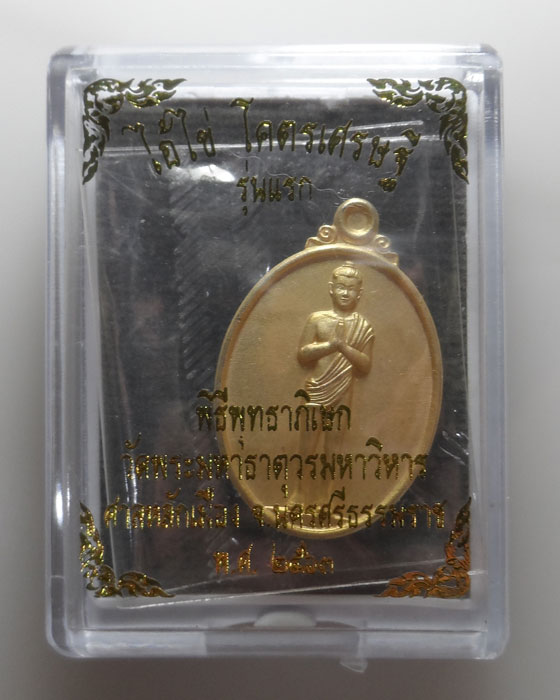 ไอ้ไข่ โคตรเศรษฐี
รุ่นแรก
พิธีพุทธาภิเษก
วัดพระมหาธาตุวรมหาวิหาร
ศาลหลักเมือง จ.นครศรีธรรมราช
พ.ศ. ๒๕๖๓